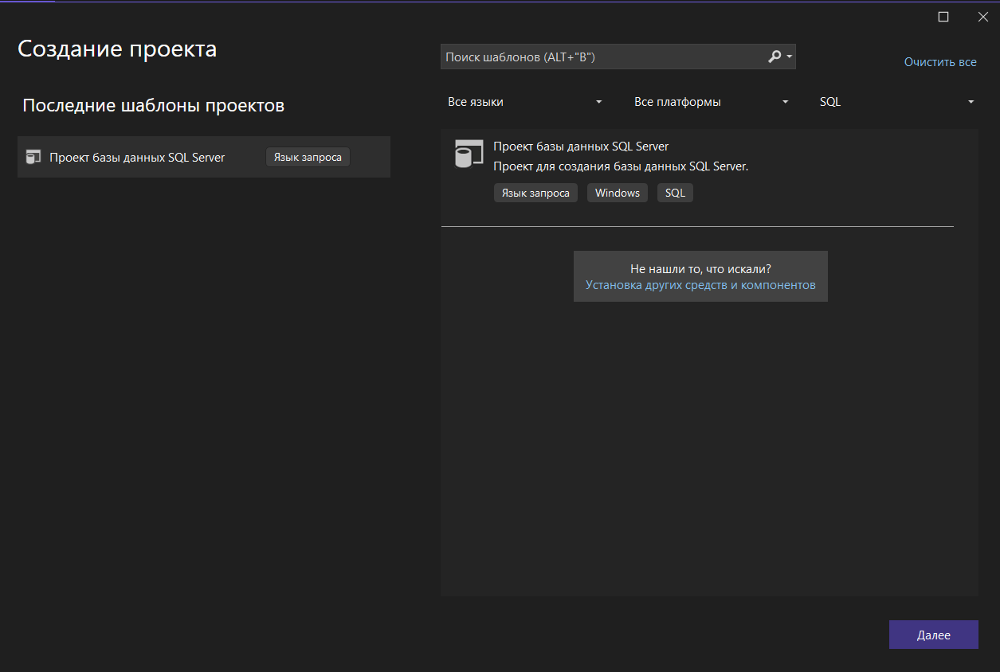 Создание проекта
Поиск шаблонов (ALT+"B")
Очистить все
Последние шаблоны проектов
Все языки
Все платформы
SQL
Проект базы данных SQL Server
Язык запроса
Проект базы данных SQL Server
Проект для создания базы данных SQL Server.
Язык запроса
Windows
SQL
Не нашли то, что искали?
Установка других средств и компонентов
Далее